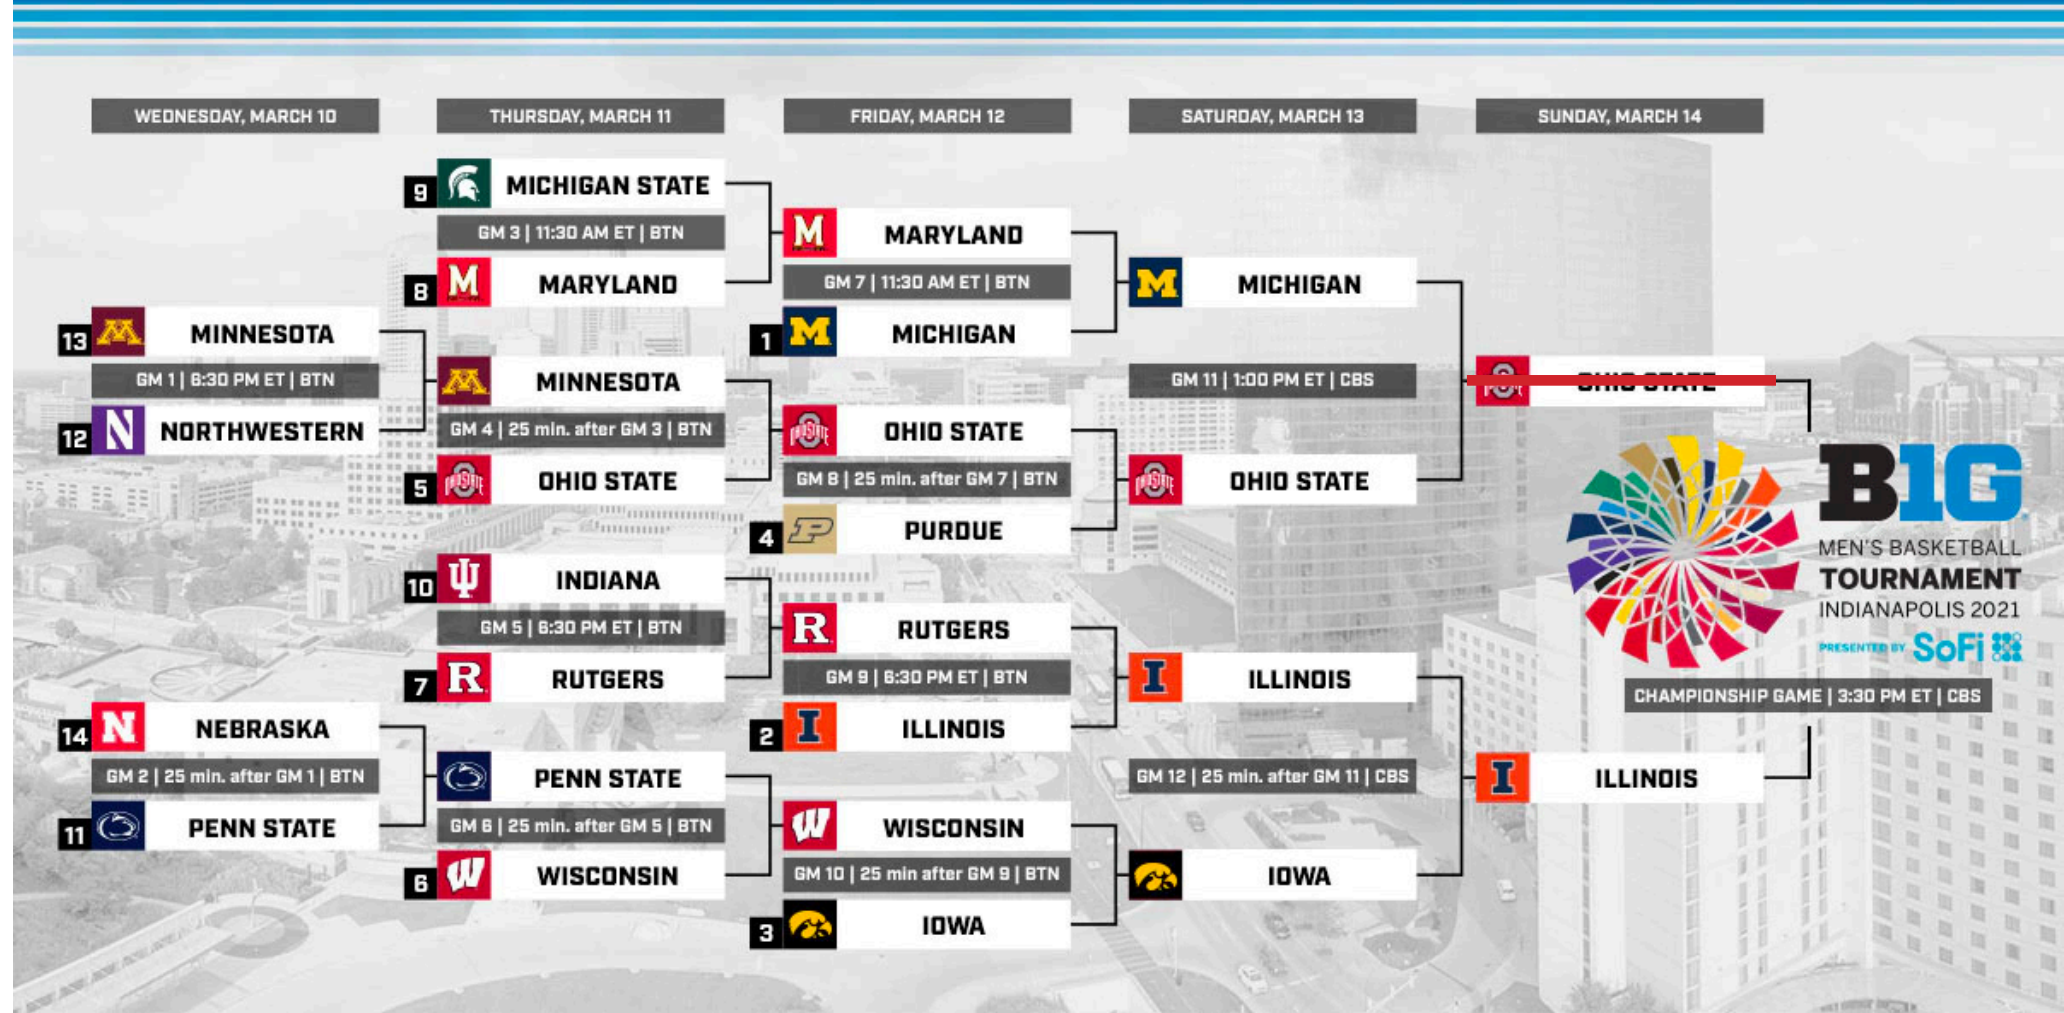 WEDNESDAY, MARCH 10
THURSDAY, MARCH 11
FRIDAY, MARCH 12
SATURDAY, MARCH 13
SUNDAY, MARCH 14
13 MINNESOTA
GM 1 | 6:30 PM ET | BTN
12 NORTHWESTERN
14 NEBRASKA
GM 2 | 25 min. after GM 1 | BTN
11 PENN STATE
9 MICHIGAN STATE
GM 3 | 11:30 AM ET | BTN
8 MARYLAND
MINNESOTA
GM 4 | 25 min. after GM 3 | BTN
5 OHIO STATE
10 INDIANA
GM 5 | 6:30 PM ET | BTN
7 RUTGERS
PENN STATE
GM 6 | 25 min. after GM 5 | BTN
6 WISCONSIN
MARYLAND
GM 7 | 11:30 AM ET | BTN
1 MICHIGAN
OHIO STATE
GM 8 | 25 min. after GM 7 | BTN
4 PURDUE
RUTGERS
GM 9 | 6:30 PM ET | BTN
2 ILLINOIS
WISCONSIN
GM 10 | 25 min after GM 9 | BTN
3 IOWA
MICHIGAN
GM 11 | 1:00 PM ET | CBS
OHIO STATE
ILLINOIS
GM 12 | 25 min. after GM 11 | CBS
IOWA
OHIO STATE
B1G
MEN'S BASKETBALL
TOURNAMENT
INDIANAPOLIS 2021
PRESENTED BY SoFi
CHAMPIONSHIP GAME | 3:30 PM ET | CBS
ILLINOIS